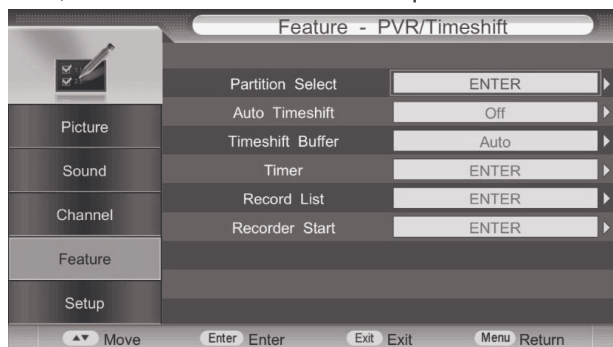 Feature - PVR/Timeshift
Partition Select ENTER
Auto Timeshift Off
Timeshift Buffer Auto
Timer ENTER
Record List ENTER
Recorder Start ENTER
Picture
Sound
Channel
Feature
Setup
Move Enter Enter Exit Exit Menu Return